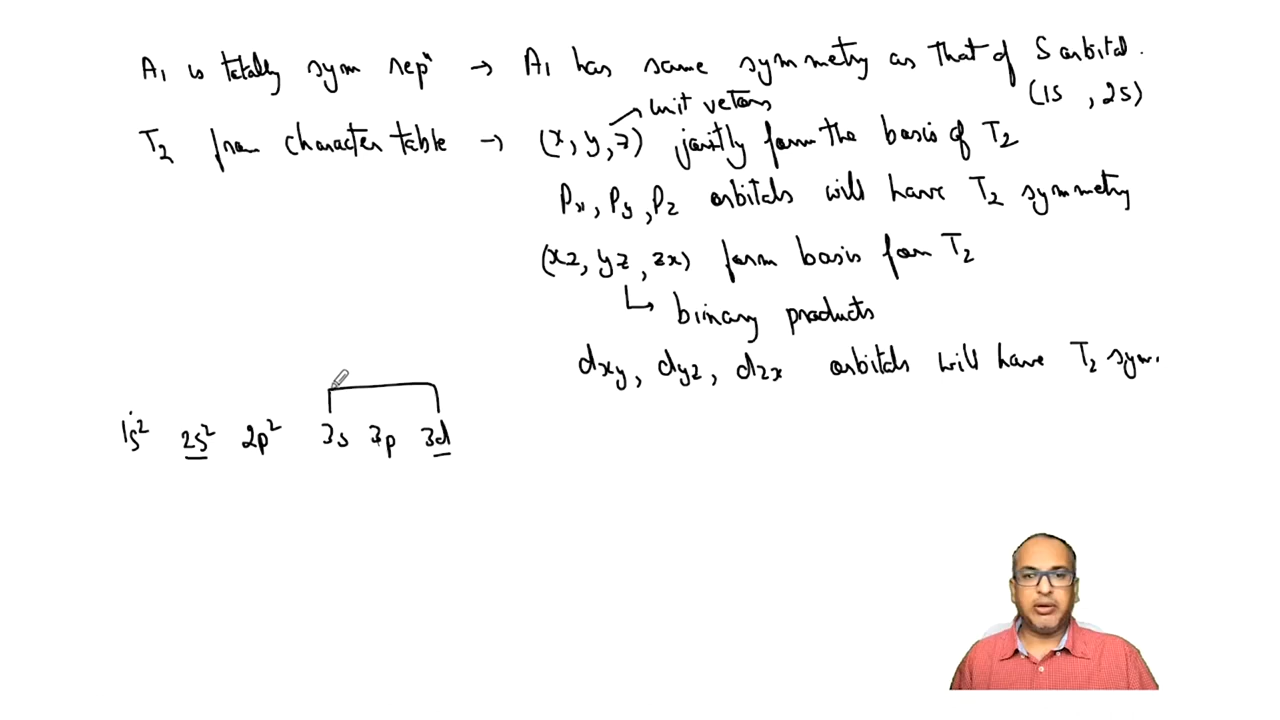 A₁ is totally sym repⁿ → A₁ has same symmetry as that of S orbital.
(1s , 2s)
unit vectors
T₂ from character table → (x, y, z) jointly form the basis of T₂
Px, Py, Pz orbitals will have T₂ symmetry
(xz, yz, zx) form basis for T₂
↳ binary products
dxy, dyz, dzx orbitals will have T₂ sym.
1s² 2s² 2p² 3s 3p 3d